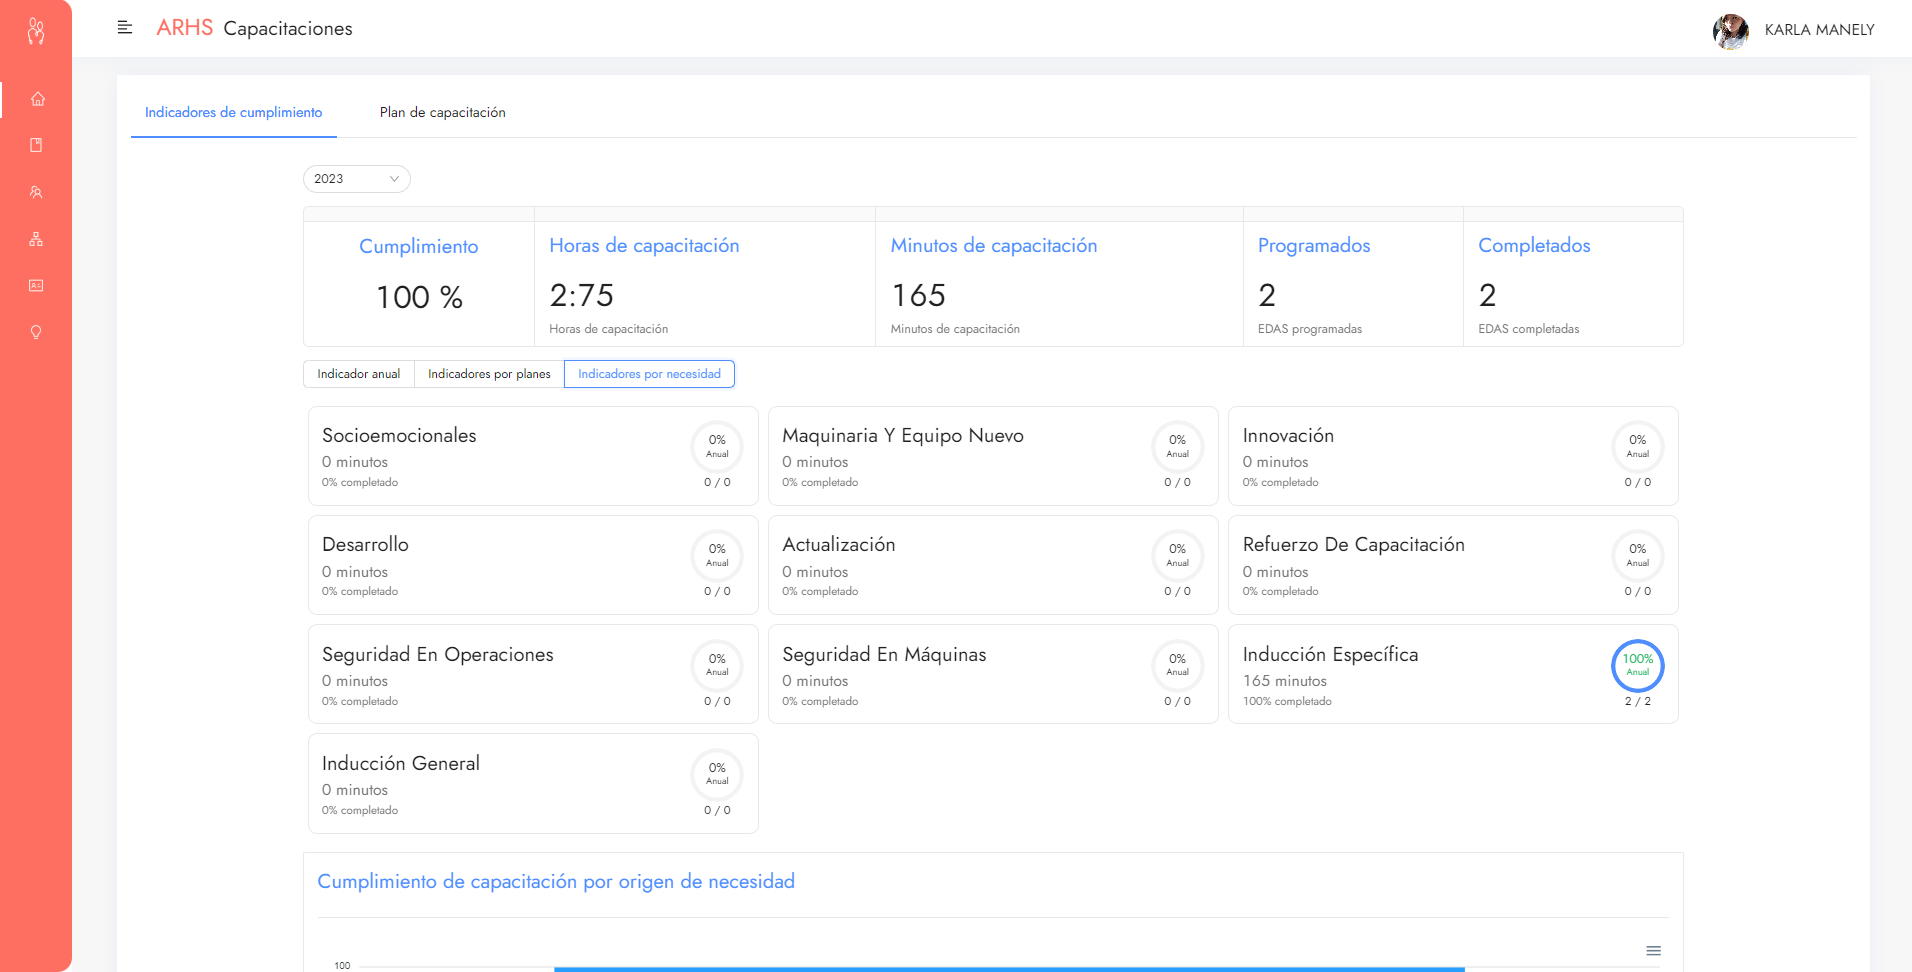 ARHS Capacitaciones
KARLA MANELY
Indicadores de cumplimiento
Plan de capacitación
2023
Cumplimiento
100 %
Horas de capacitación
2:75
Horas de capacitación
Minutos de capacitación
165
Minutos de capacitación
Programados
2
EDAS programadas
Completados
2
EDAS completadas
Indicador anual
Indicadores por planes
Indicadores por necesidad
Socioemocionales
0 minutos
0% completado
0%
Anual
0 / 0
Maquinaria Y Equipo Nuevo
0 minutos
0% completado
0%
Anual
0 / 0
Innovación
0 minutos
0% completado
0%
Anual
0 / 0
Desarrollo
0 minutos
0% completado
0%
Anual
0 / 0
Actualización
0 minutos
0% completado
0%
Anual
0 / 0
Refuerzo De Capacitación
0 minutos
0% completado
0%
Anual
0 / 0
Seguridad En Operaciones
0 minutos
0% completado
0%
Anual
0 / 0
Seguridad En Máquinas
0 minutos
0% completado
0%
Anual
0 / 0
Inducción Específica
165 minutos
100% completado
100%
Anual
2 / 2
Inducción General
0 minutos
0% completado
0%
Anual
0 / 0
Cumplimiento de capacitación por origen de necesidad
100